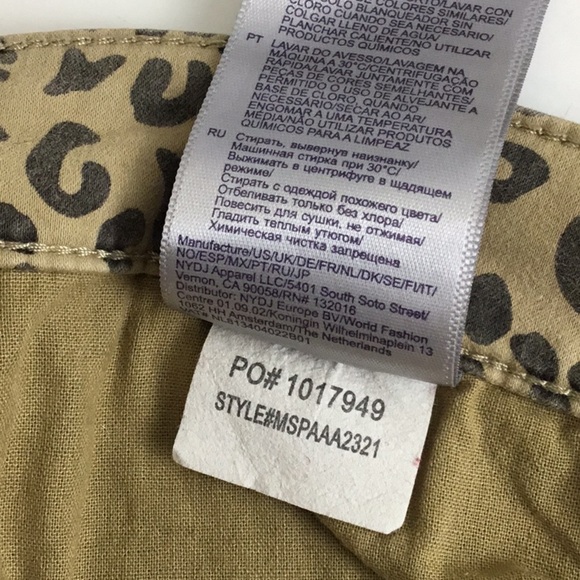 COLORES SIMILARES/
SOLO BLANQUEADOR SIN
CLORO CUANDO SEA NECESARIO/
PLANCHAR CALIENTE/NO UTILIZAR
PRODUCTOS QUÍMICOS
PT LAVAR DO AVESSO/LAVAGEM NA
MÁQUINA A 30°C/CENTRIFUGAÇÃO
RÁPIDA/LAVAR JUNTAMENTE COM
PEÇAS DE CORES SEMELHANTES/
PERMITIDO O USO DE ALVEJANTE À
BASE DE CLORO, QUANDO
NECESSÁRIO/SECAR AO AR/
ENGOMAR A UMA TEMPERATURA
MÉDIA/NÃO UTILIZAR PRODUTOS
QUÍMICOS PARA A LIMPEAZ
RU Стирать, вывернув наизнанку/
Машинная стирка при 30°C/
Выжимать в центрифуге в щадящем
режиме/
Стирать с одеждой похожего цвета/
Отбеливать только без хлора/
Повесить для сушки, не отжимая/
Гладить теплым утюгом/
Химическая чистка запрещена
Manufacture/US/UK/DE/FR/NL/DK/SE/FI/IT/
NO/ESP/MX/PT/RU/JP
NYDJ Apparel LLC/5401 South Soto Street/
Vernon, CA 90058/RN# 132016
Distributor: NYDJ Europe BV/World Fashion
Centre 01.09.02/Koningin Wilhelminaplein 13
1062 HH Amsterdam/The Netherlands
NL813404022B01
PO# 1017949
STYLE#MSPAAA2321